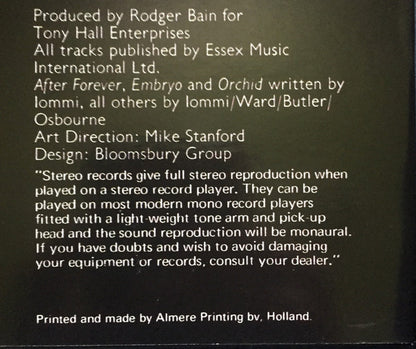 Produced by Rodger Bain for
Tony Hall Enterprises
All tracks published by Essex Music
International Ltd.
After Forever, Embryo and Orchid written by
Iommi, all others by Iommi/Ward/Butler/
Osbourne
Art Direction: Mike Stanford
Design: Bloomsbury Group
"Stereo records give full stereo reproduction when
played on a stereo record player. They can be
played on most modern mono record players
fitted with a light-weight tone arm and pick-up
head and the sound reproduction will be monaural.
If you have doubts and wish to avoid damaging
your equipment or records, consult your dealer."
Printed and made by Almere Printing bv, Holland.